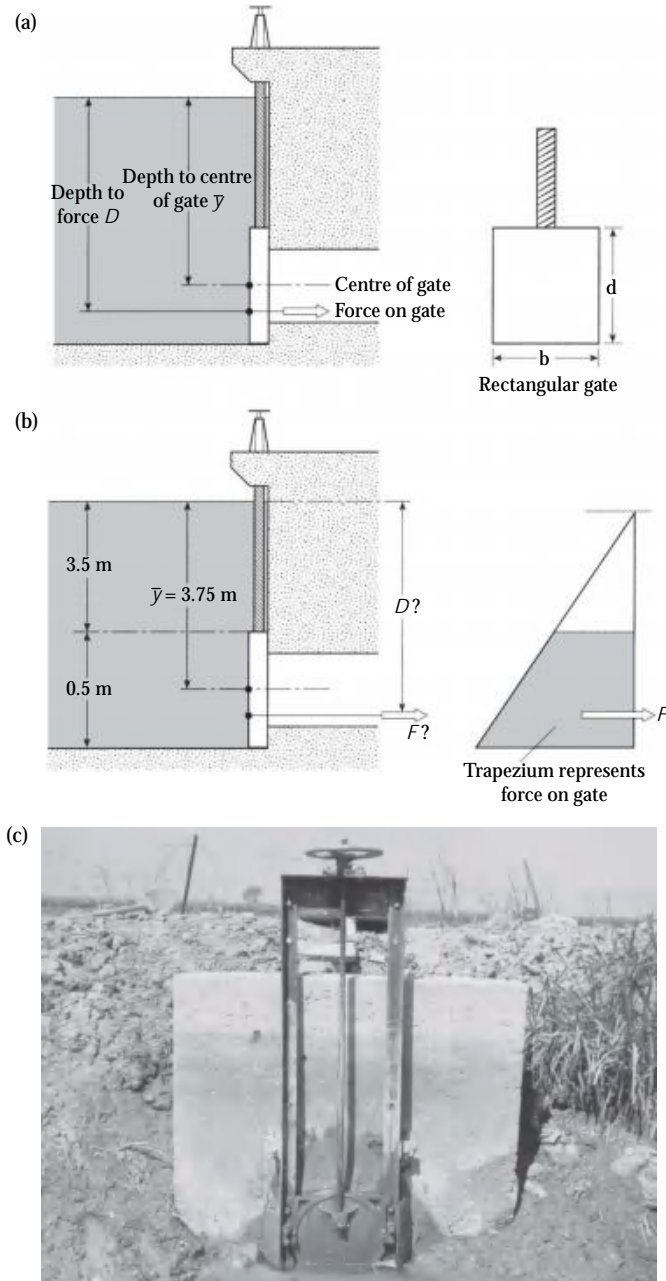 (a)
Depth to
force D
Depth to centre
of gate ȳ
Centre of gate
Force on gate
d
b
Rectangular gate
(b)
3.5 m
ȳ = 3.75 m
D?
0.5 m
F?
F
Trapezium represents
force on gate
(c)